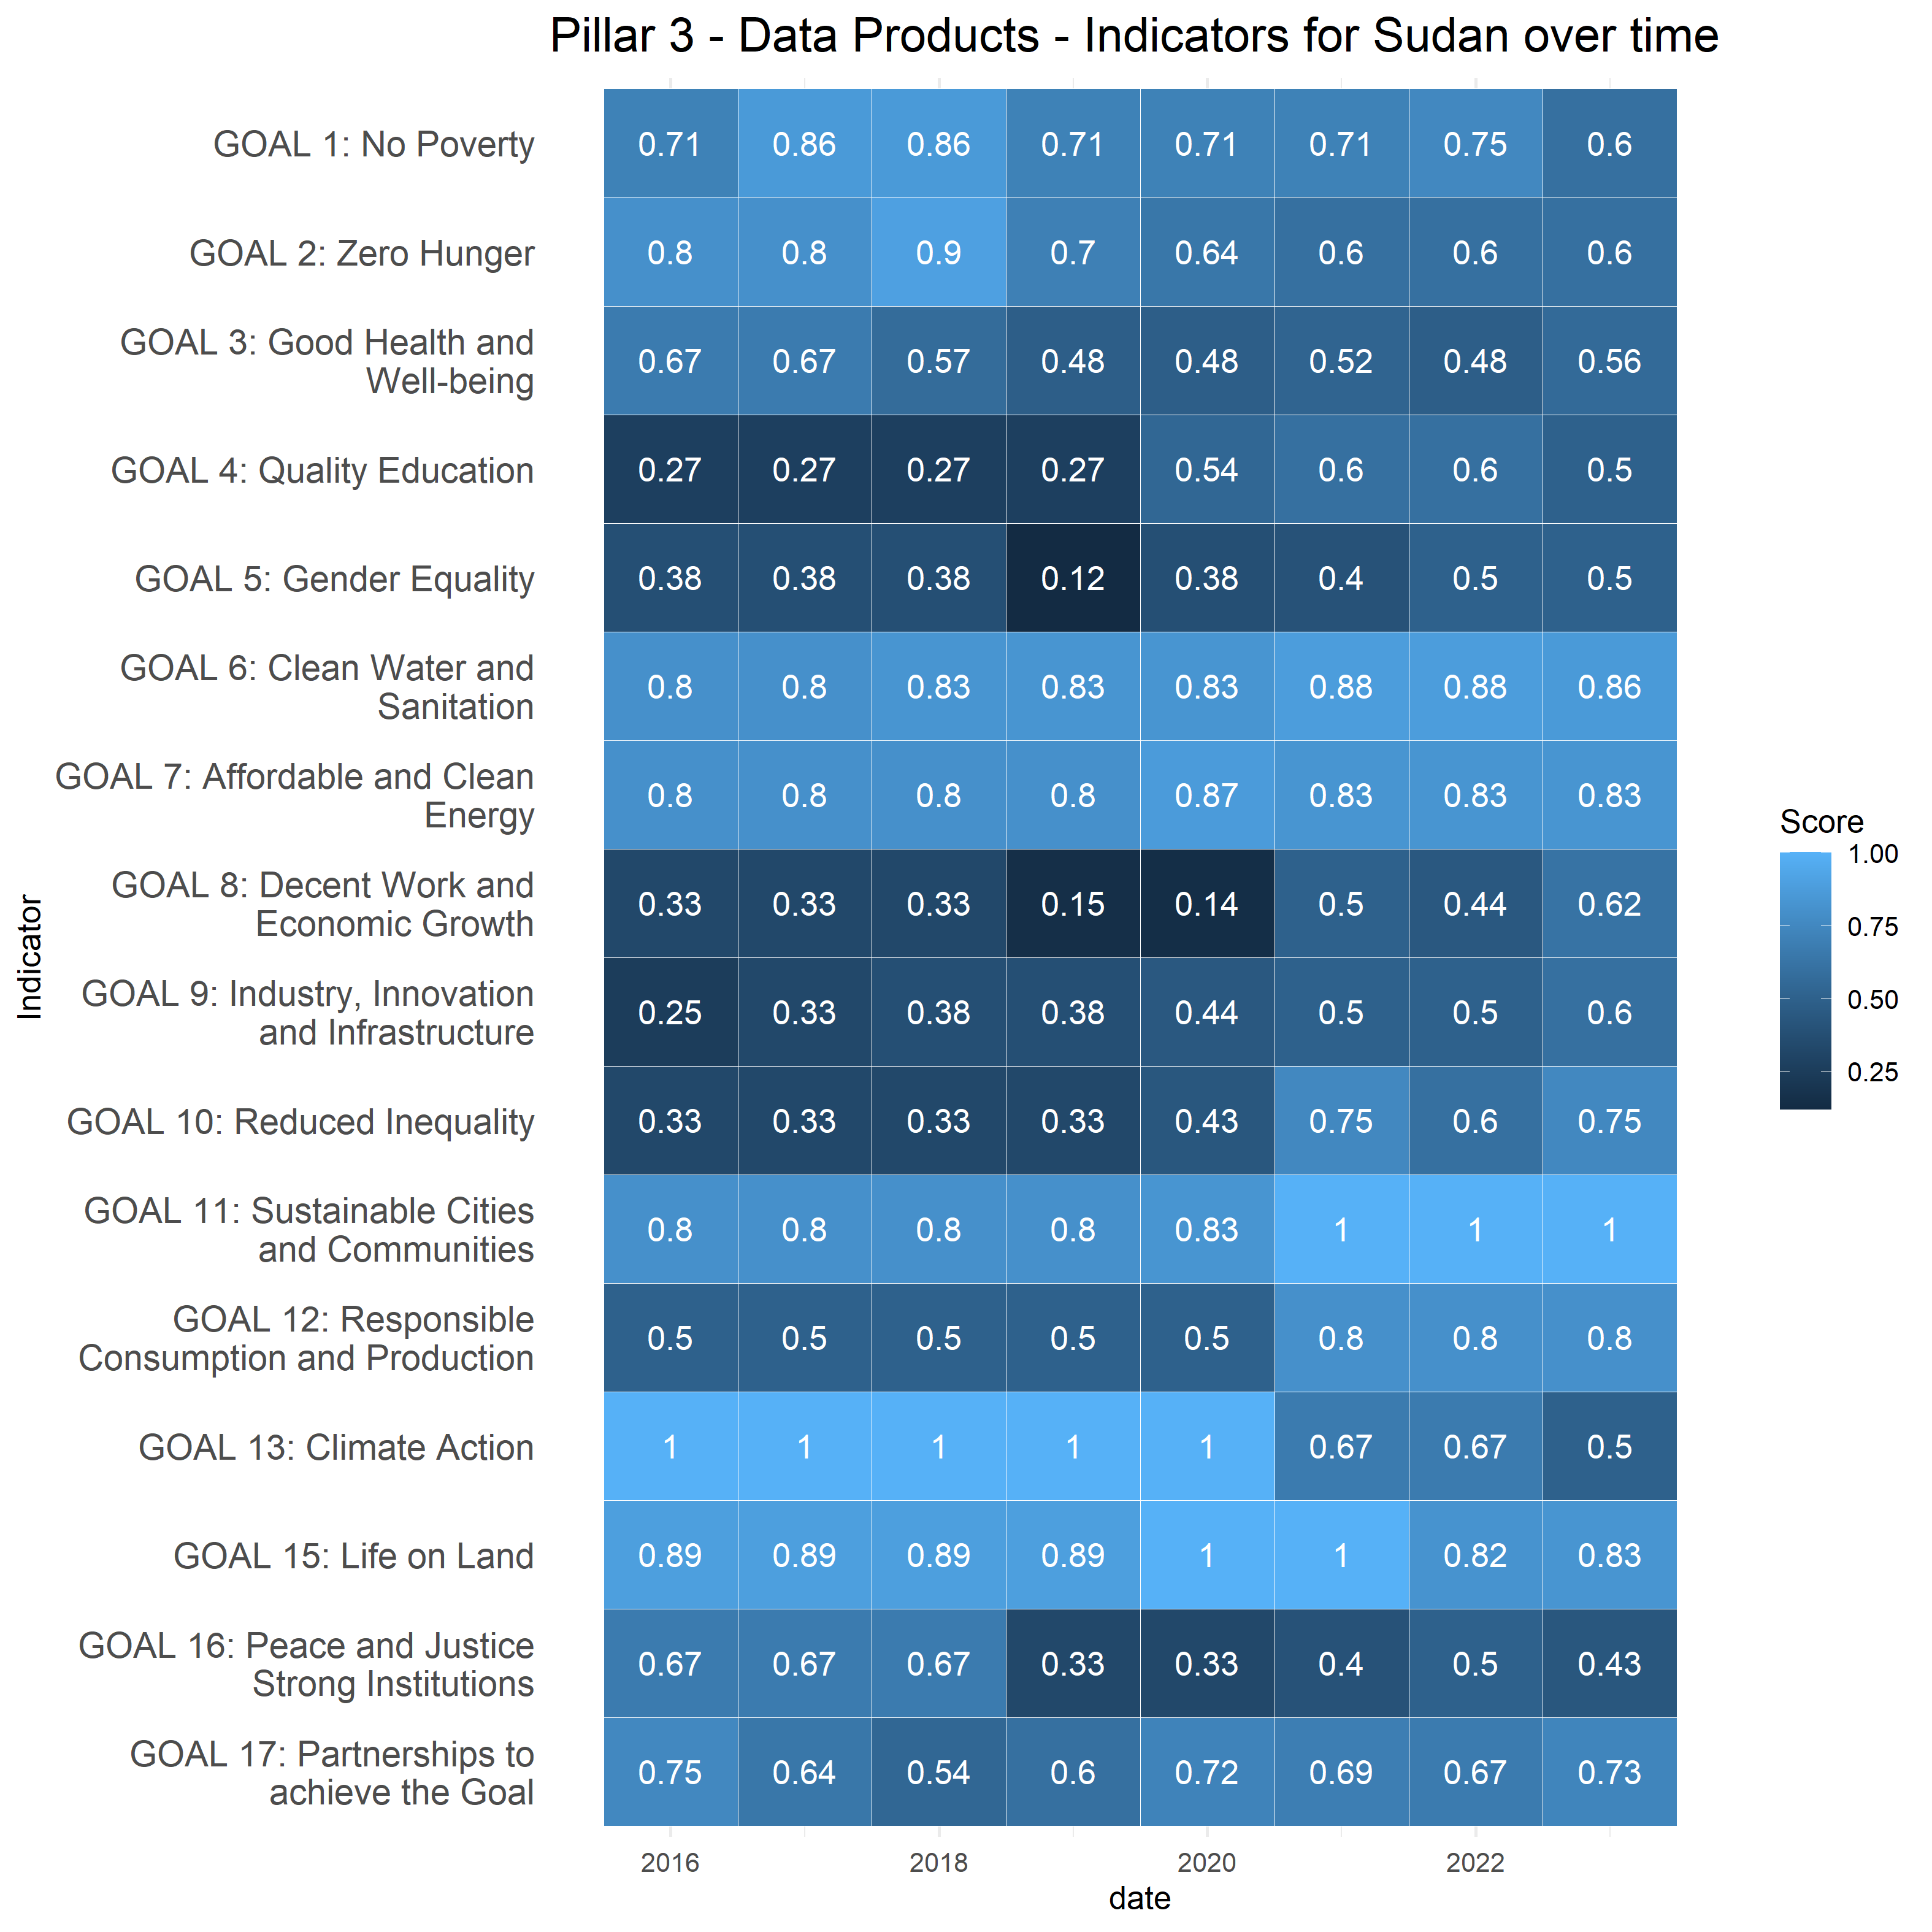 Pillar 3 - Data Products - Indicators for Sudan over time
GOAL 1: No Poverty 0.71 0.86 0.86 0.71 0.71 0.71 0.75 0.6
GOAL 2: Zero Hunger 0.8 0.8 0.9 0.7 0.64 0.6 0.6 0.6
GOAL 3: Good Health and
Well-being 0.67 0.67 0.57 0.48 0.48 0.52 0.48 0.56
GOAL 4: Quality Education 0.27 0.27 0.27 0.27 0.54 0.6 0.6 0.5
GOAL 5: Gender Equality 0.38 0.38 0.38 0.12 0.38 0.4 0.5 0.5
GOAL 6: Clean Water and
Sanitation 0.8 0.8 0.83 0.83 0.83 0.88 0.88 0.86
GOAL 7: Affordable and Clean
Energy 0.8 0.8 0.8 0.8 0.87 0.83 0.83 0.83
GOAL 8: Decent Work and
Economic Growth 0.33 0.33 0.33 0.15 0.14 0.5 0.44 0.62
GOAL 9: Industry, Innovation
and Infrastructure 0.25 0.33 0.38 0.38 0.44 0.5 0.5 0.6
GOAL 10: Reduced Inequality 0.33 0.33 0.33 0.33 0.43 0.75 0.6 0.75
GOAL 11: Sustainable Cities
and Communities 0.8 0.8 0.8 0.8 0.83 1 1 1
GOAL 12: Responsible
Consumption and Production 0.5 0.5 0.5 0.5 0.5 0.8 0.8 0.8
GOAL 13: Climate Action 1 1 1 1 1 0.67 0.67 0.5
GOAL 15: Life on Land 0.89 0.89 0.89 0.89 1 1 0.82 0.83
GOAL 16: Peace and Justice
Strong Institutions 0.67 0.67 0.67 0.33 0.33 0.4 0.5 0.43
GOAL 17: Partnerships to
achieve the Goal 0.75 0.64 0.54 0.6 0.72 0.69 0.67 0.73
2016 2018 2020 2022
date
Indicator
Score
1.00
0.75
0.50
0.25